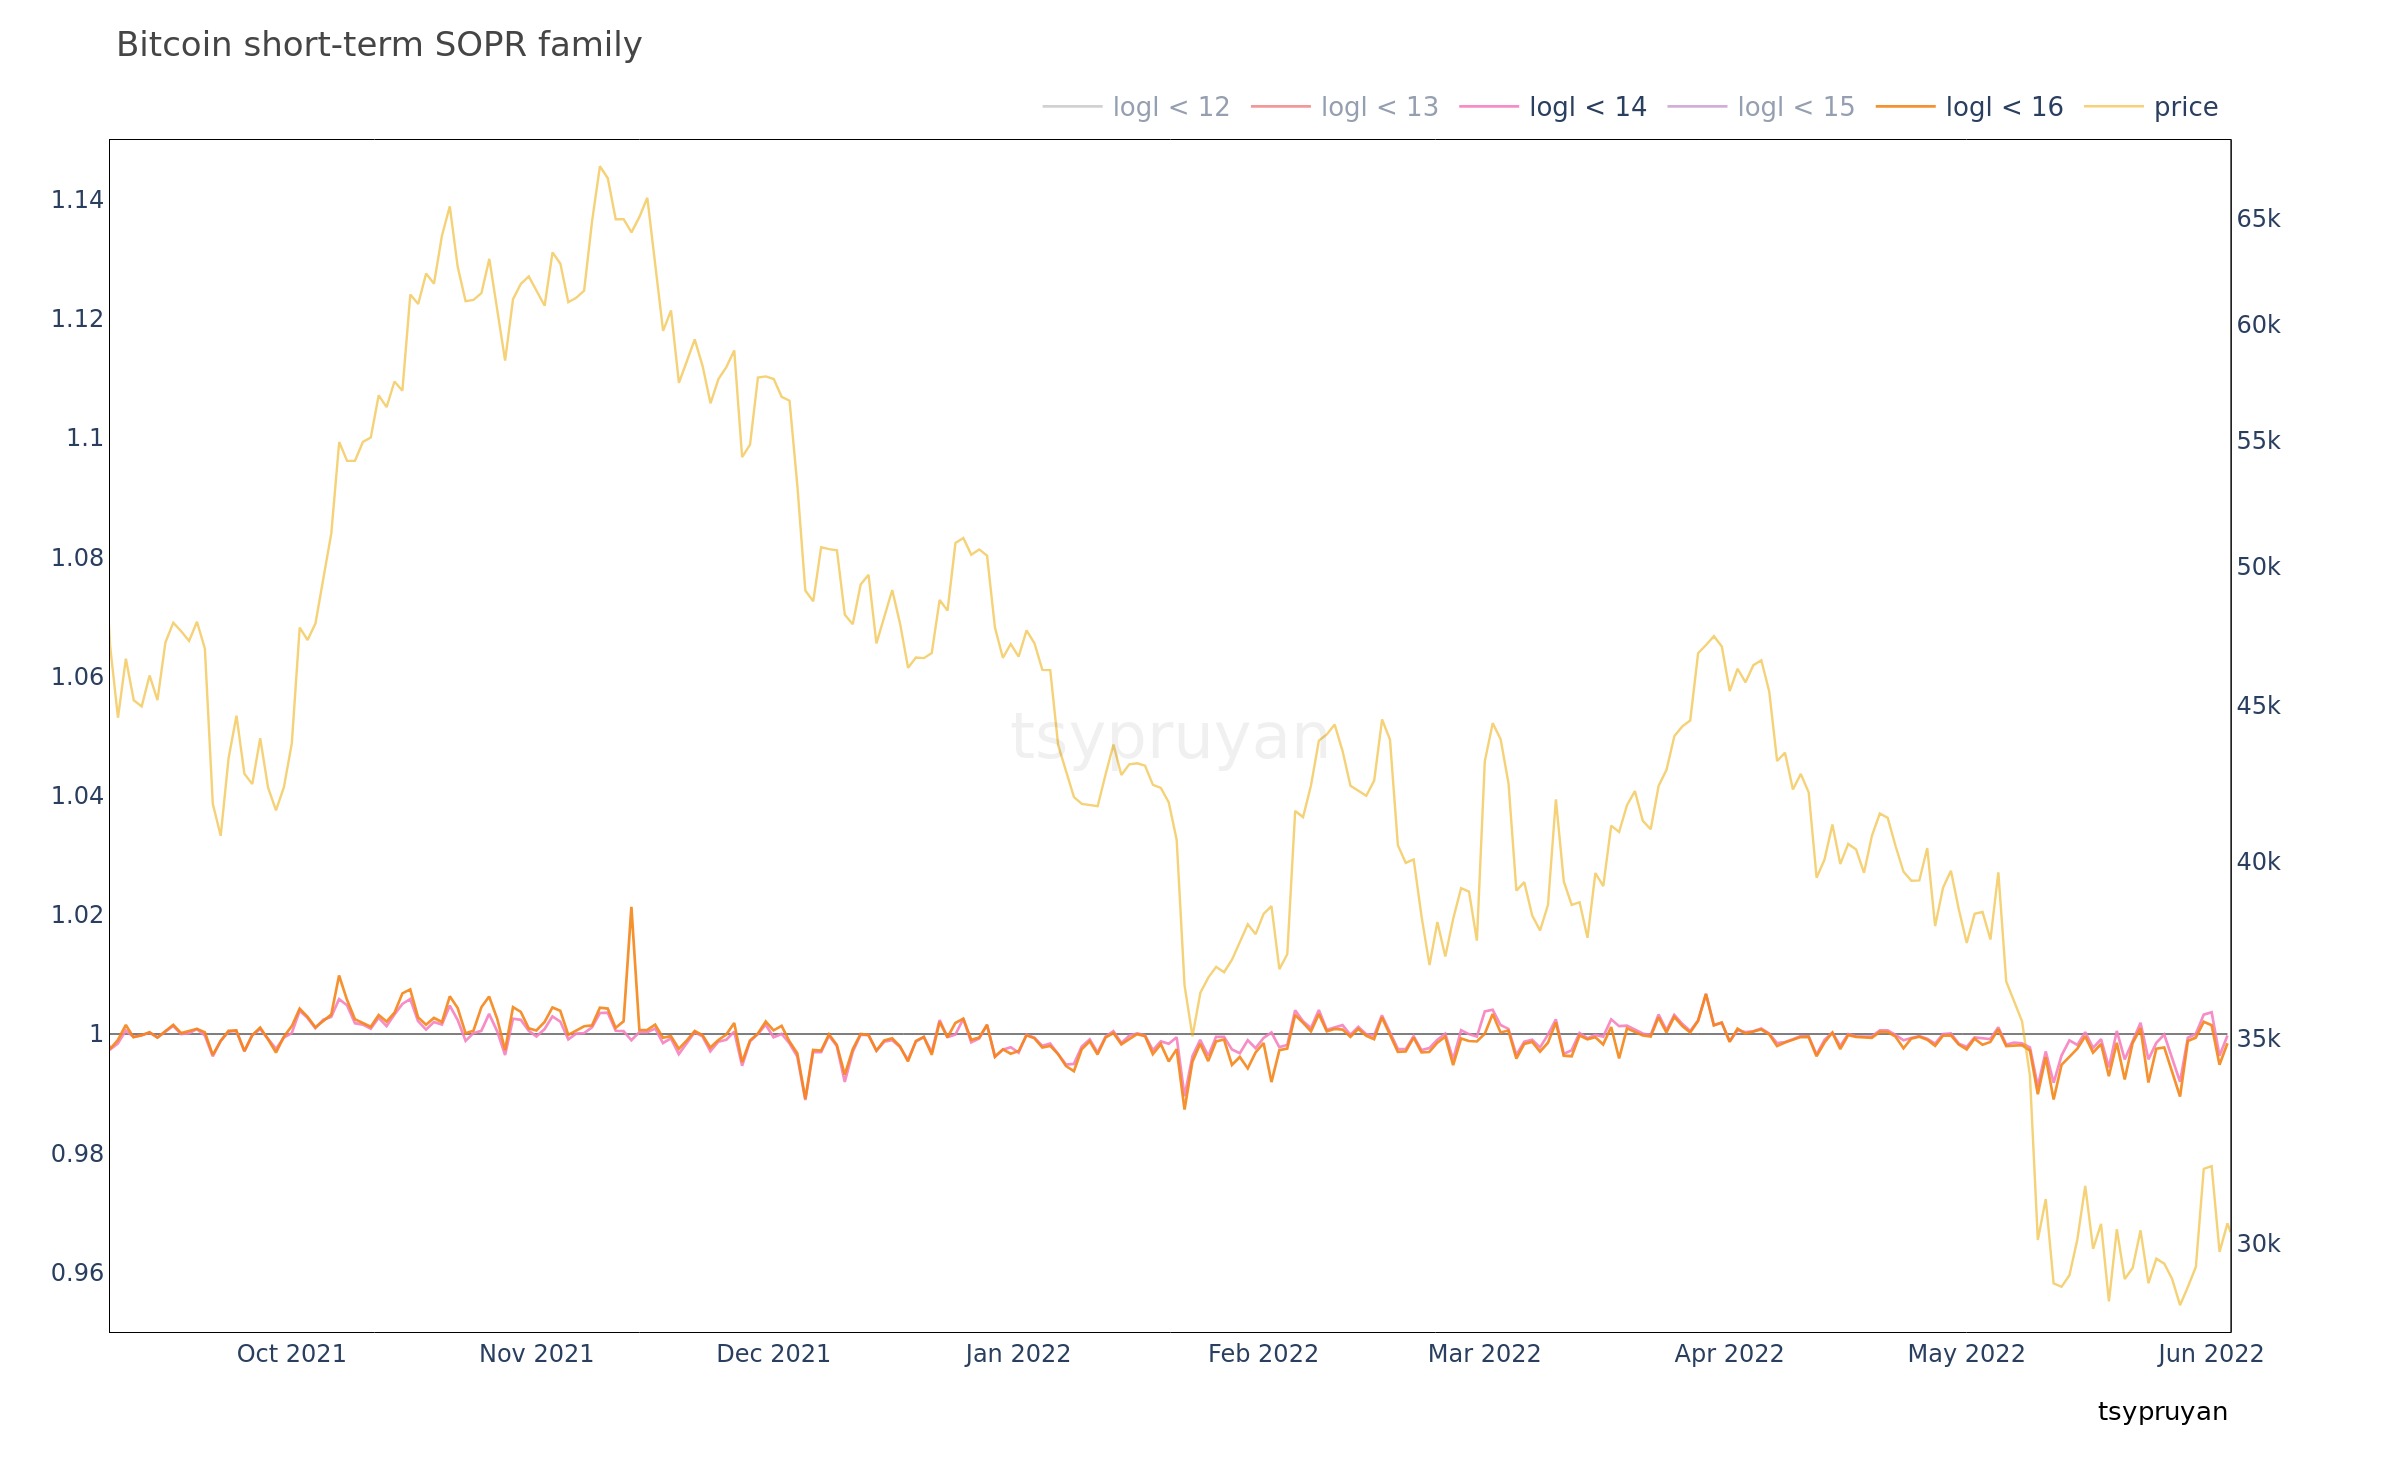 Bitcoin short-term SOPR family
logl < 12 logl < 13 logl < 14 logl < 15 logl < 16 price
1.14
1.12
1.1
1.08
1.06
1.04
1.02
1
0.98
0.96
65k
60k
55k
50k
45k
40k
35k
30k
tsypruyan
Oct 2021 Nov 2021 Dec 2021 Jan 2022 Feb 2022 Mar 2022 Apr 2022 May 2022 Jun 2022
tsypruyan